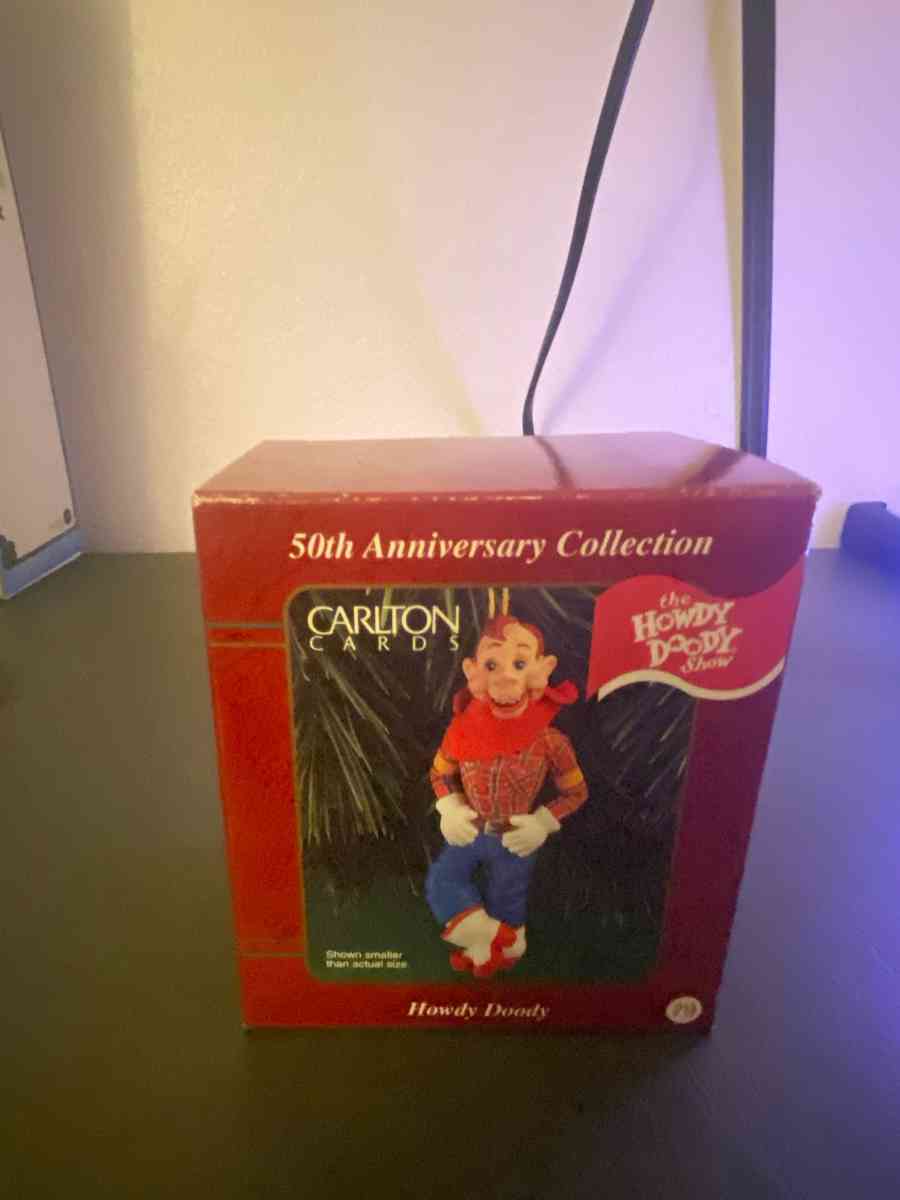 50th Anniversary Collection
CARLTON
CARDS
the
HOWDY
DOODY
Show
Shown smaller
than actual size.
Howdy Doody